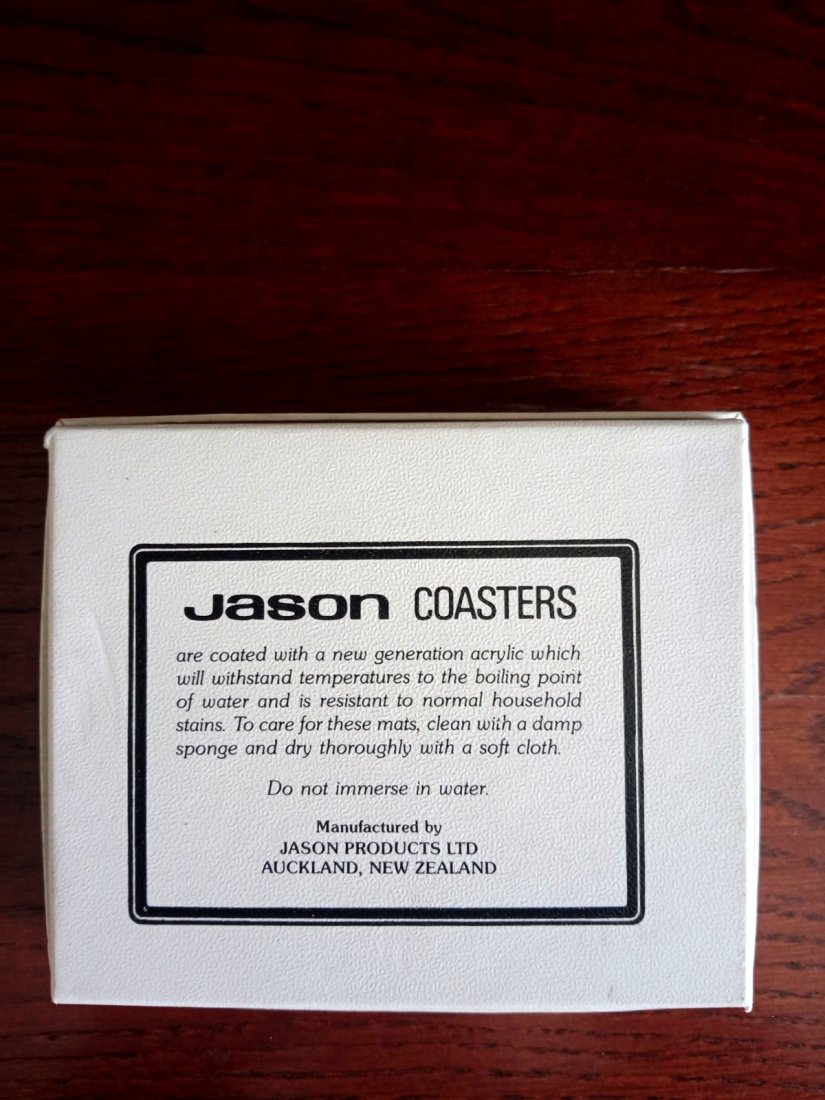 Jason COASTERS
are coated with a new generation acrylic which
will withstand temperatures to the boiling point
of water and is resistant to normal household
stains. To care for these mats, clean with a damp
sponge and dry thoroughly with a soft cloth.
Do not immerse in water.
Manufactured by
JASON PRODUCTS LTD
AUCKLAND, NEW ZEALAND